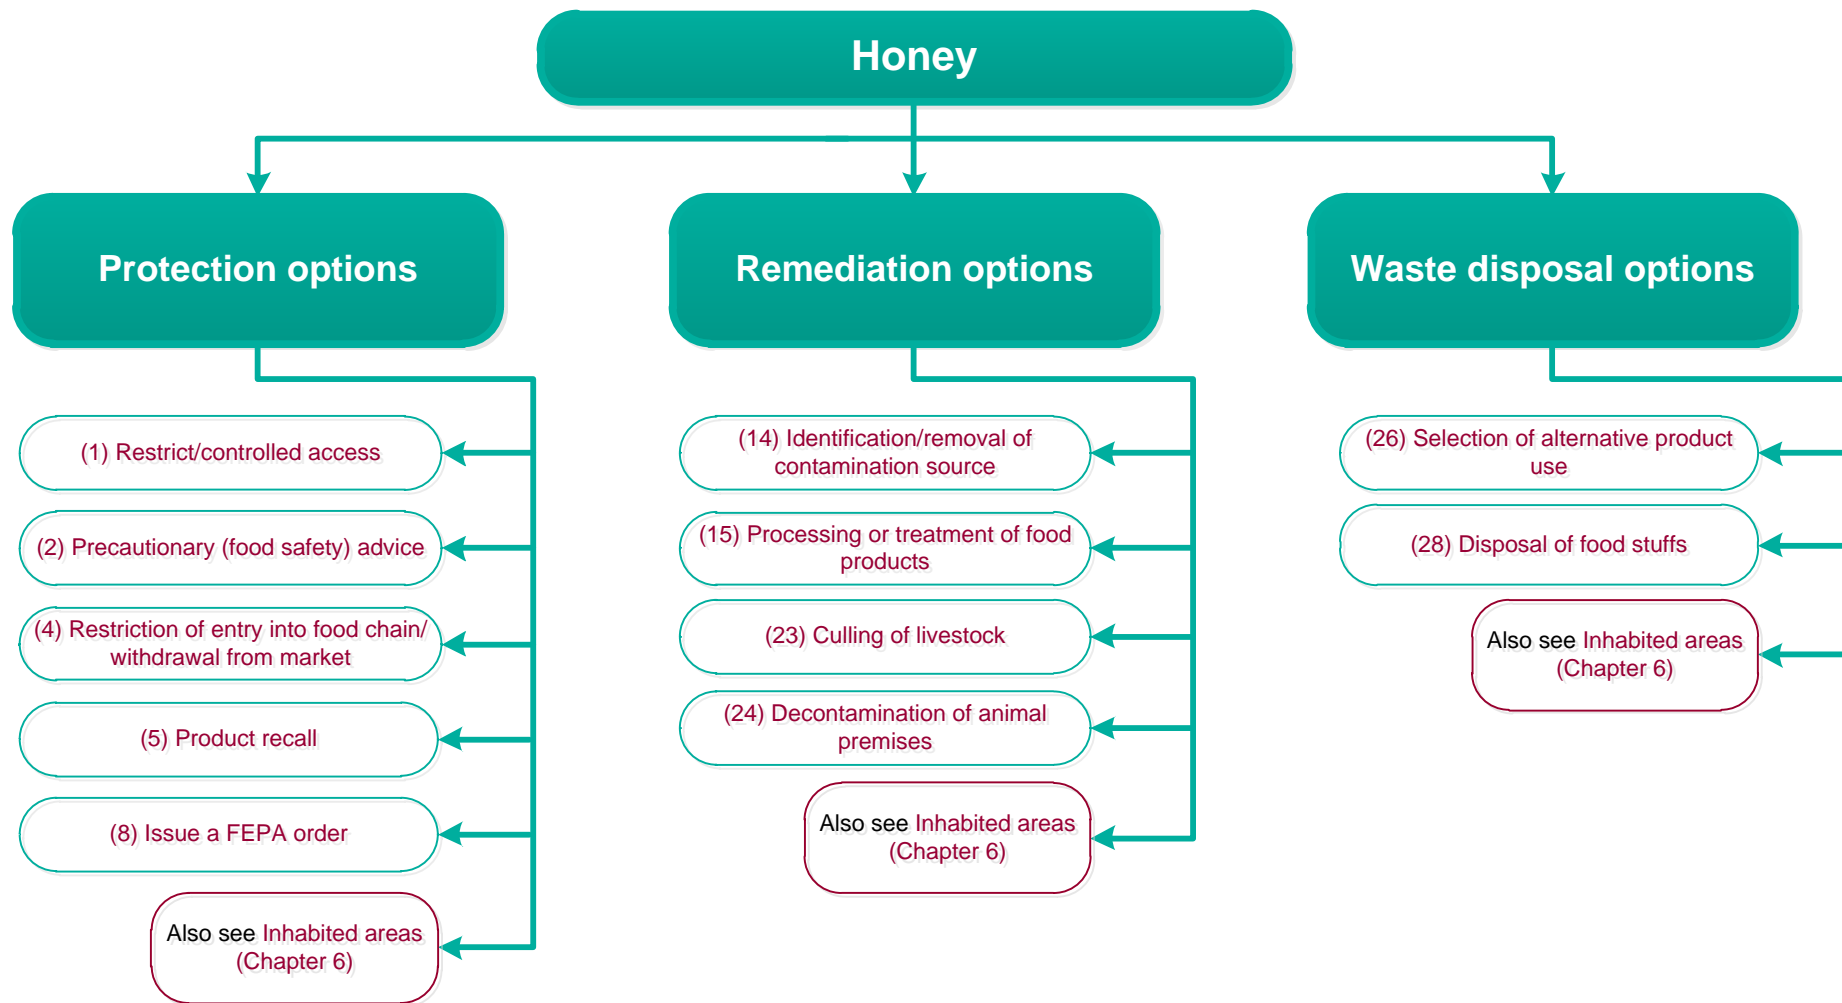 Honey
Protection options
Remediation options
Waste disposal options
(1) Restrict/controlled access
(2) Precautionary (food safety) advice
(4) Restriction of entry into food chain/
withdrawal from market
(5) Product recall
(8) Issue a FEPA order
Also see Inhabited areas
(Chapter 6)
(14) Identification/removal of
contamination source
(15) Processing or treatment of food
products
(23) Culling of livestock
(24) Decontamination of animal
premises
Also see Inhabited areas
(Chapter 6)
(26) Selection of alternative product
use
(28) Disposal of food stuffs
Also see Inhabited areas
(Chapter 6)